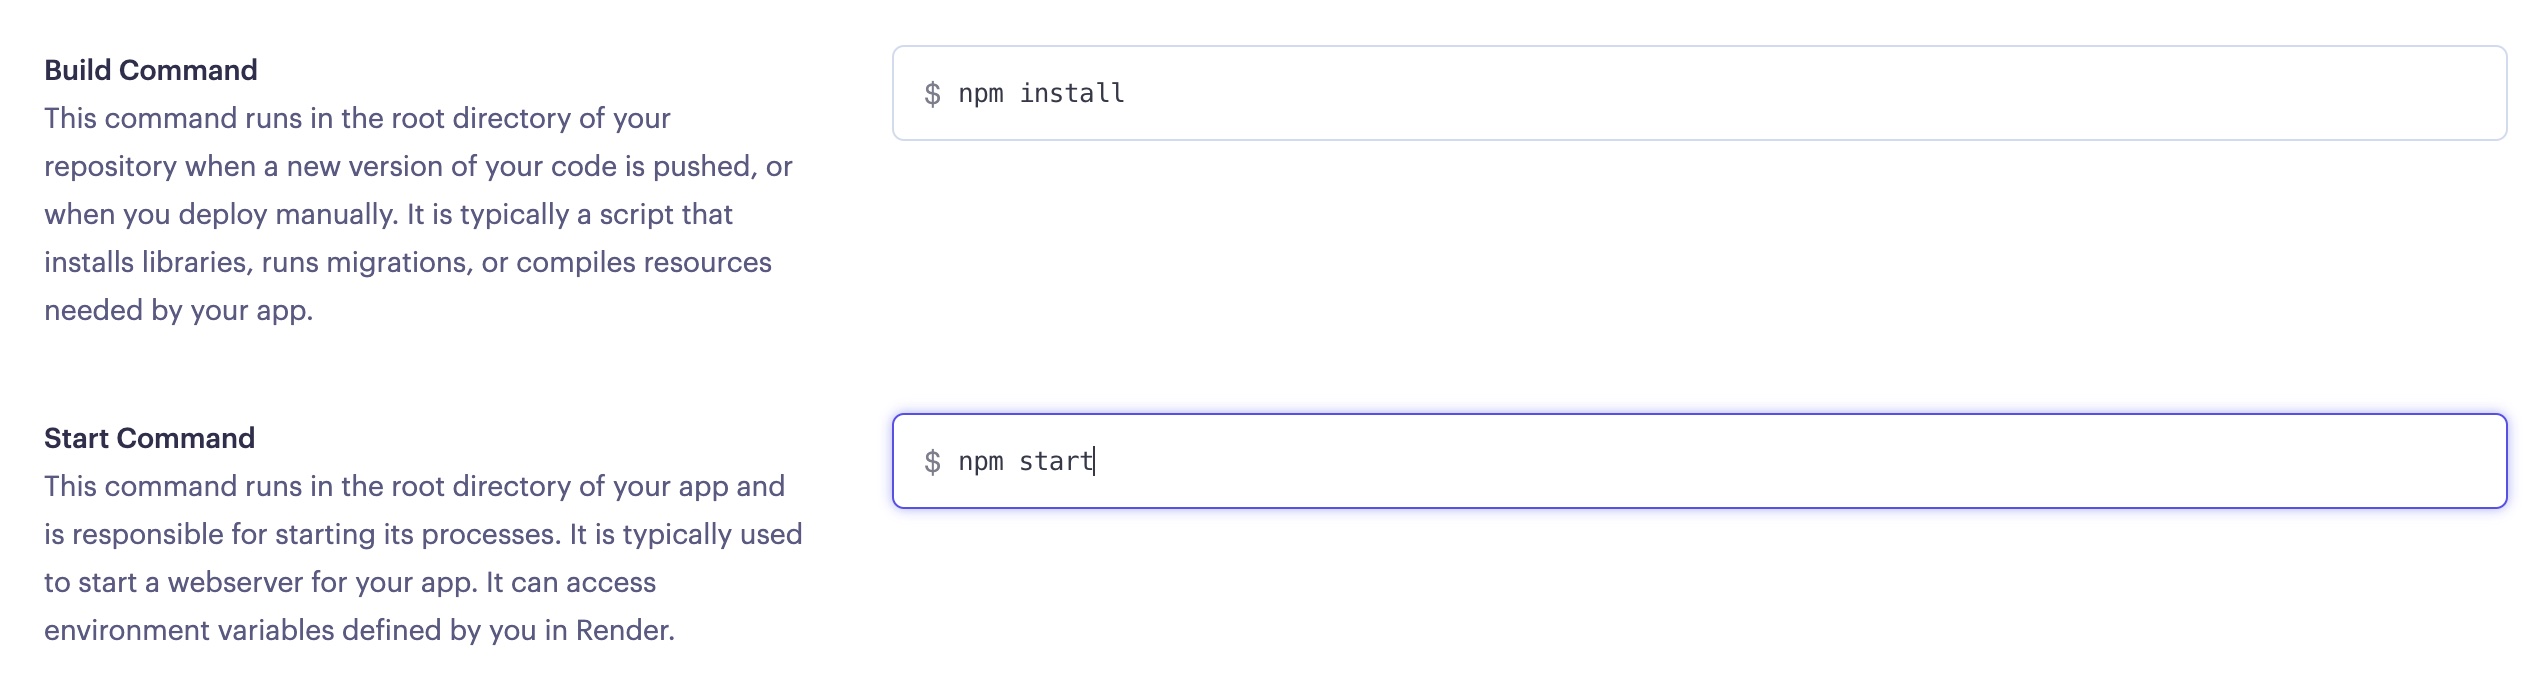 Build Command
This command runs in the root directory of your
repository when a new version of your code is pushed, or
when you deploy manually. It is typically a script that
installs libraries, runs migrations, or compiles resources
needed by your app.
$ npm install
Start Command
This command runs in the root directory of your app and
is responsible for starting its processes. It is typically used
to start a webserver for your app. It can access
environment variables defined by you in Render.
$ npm start